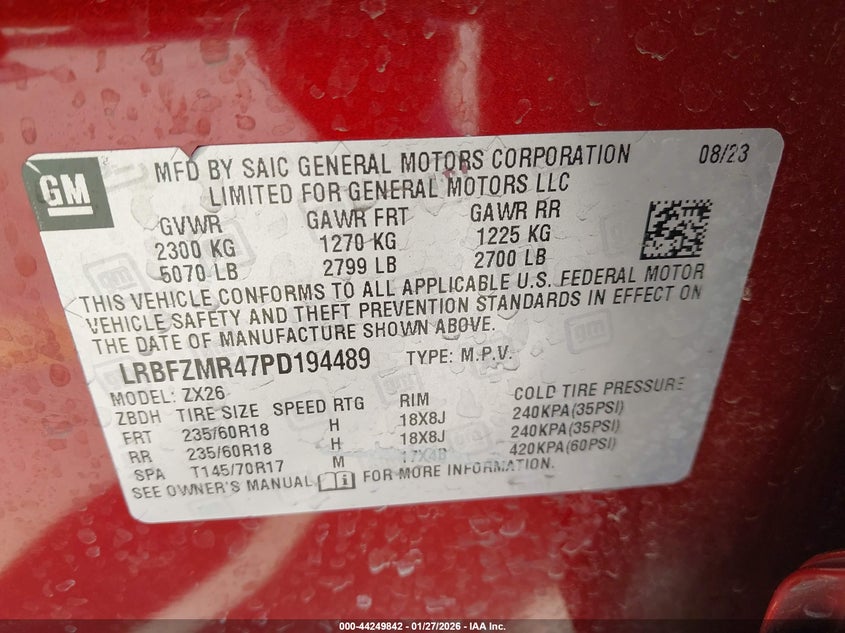 GM
MFD BY SAIC GENERAL MOTORS CORPORATION 08/23
LIMITED FOR GENERAL MOTORS LLC
GVWR GAWR FRT GAWR RR
2300 KG 1270 KG 1225 KG
5070 LB 2799 LB 2700 LB
THIS VEHICLE CONFORMS TO ALL APPLICABLE U.S. FEDERAL MOTOR
VEHICLE SAFETY AND THEFT PREVENTION STANDARDS IN EFFECT ON
THE DATE OF MANUFACTURE SHOWN ABOVE.
LRBFZMR47PD194489 TYPE: M.P.V.
MODEL: ZX26
ZBDH TIRE SIZE SPEED RTG RIM COLD TIRE PRESSURE
FRT 235/60R18 H 18X8J 240KPA(35PSI)
RR 235/60R18 H 18X8J 240KPA(35PSI)
SPA T145/70R17 M 17X4B 420KPA(60PSI)
SEE OWNER'S MANUAL FOR MORE INFORMATION.
000-44249842 - 01/27/2026 - IAA Inc.